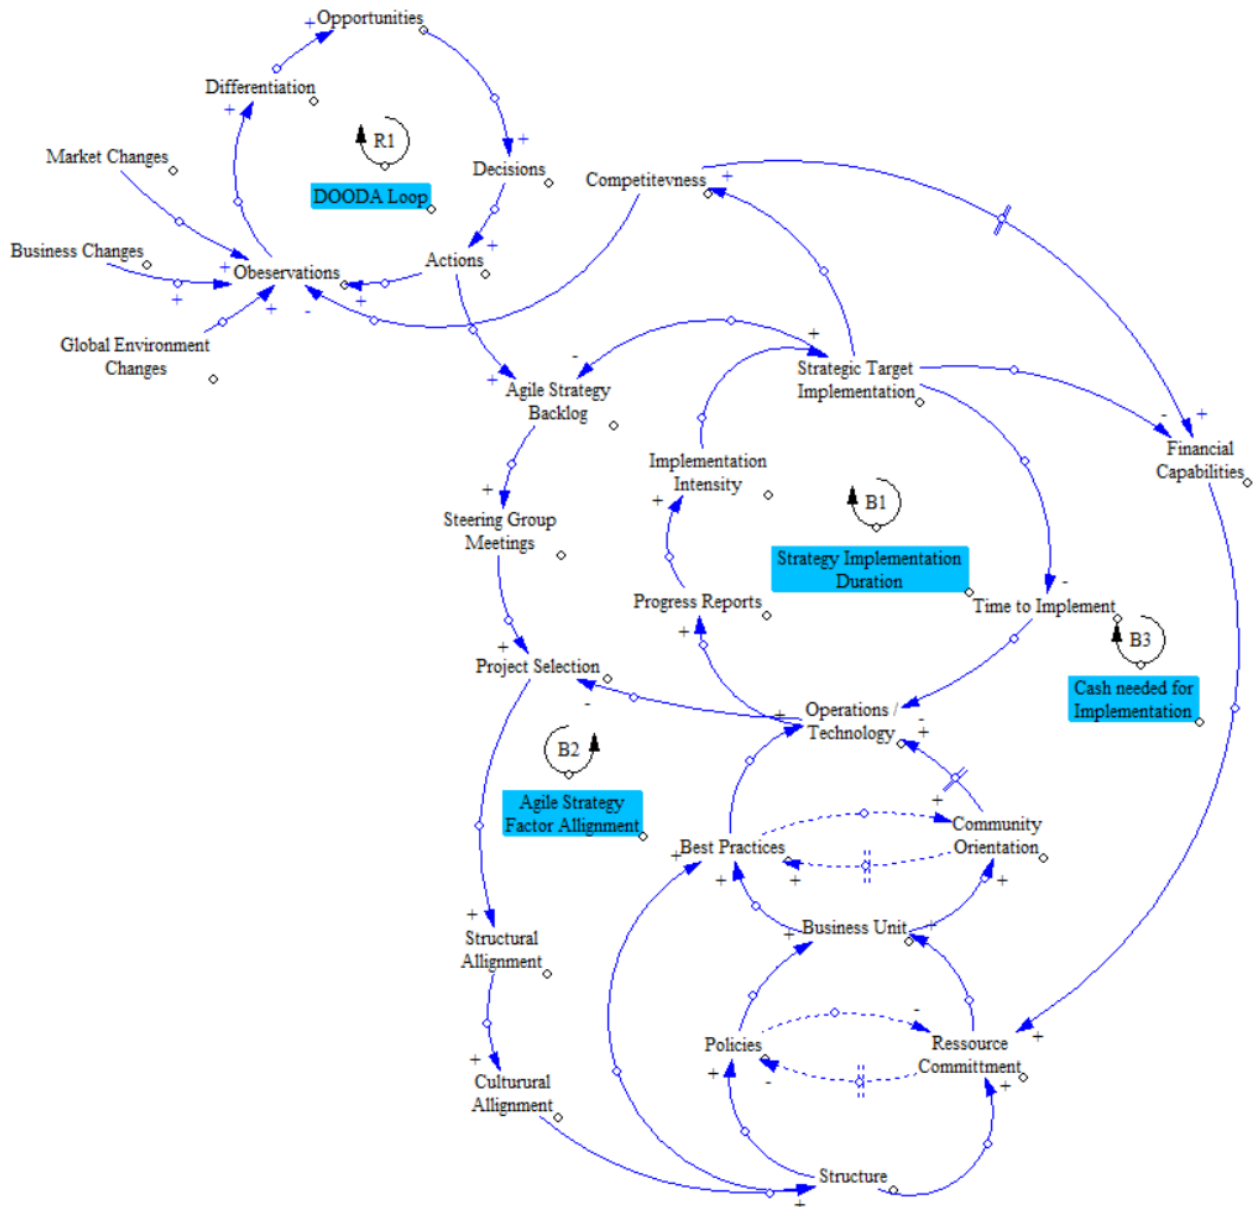 Opportunities
+
Differentiation
+
R1
DOODA Loop
Market Changes
Decisions
+
Competitevness
+
Business Changes
Obeservations
Actions
+
+
+
+
-
+
Global Environment
Changes
Agile Strategy
Backlog
+
-
Strategic Target
Implementation
+
Financial
Capabilities
-
+
Implementation
Intensity
+
B1
Strategy Implementation
Duration
Steering Group
Meetings
+
Progress Reports
+
Time to Implement
-
B3
Cash needed for
Implementation
Project Selection
+
-
Operations /
Technology
+
-
+
B2
Agile Strategy
Factor Allignment
Best Practices
+
+
+
Community
Orientation
+
+
Business Unit
+
+
Structural
Allignment
+
Policies
+
-
Ressource
Committment
-
+
+
Culturural
Allignment
+
Structure
+